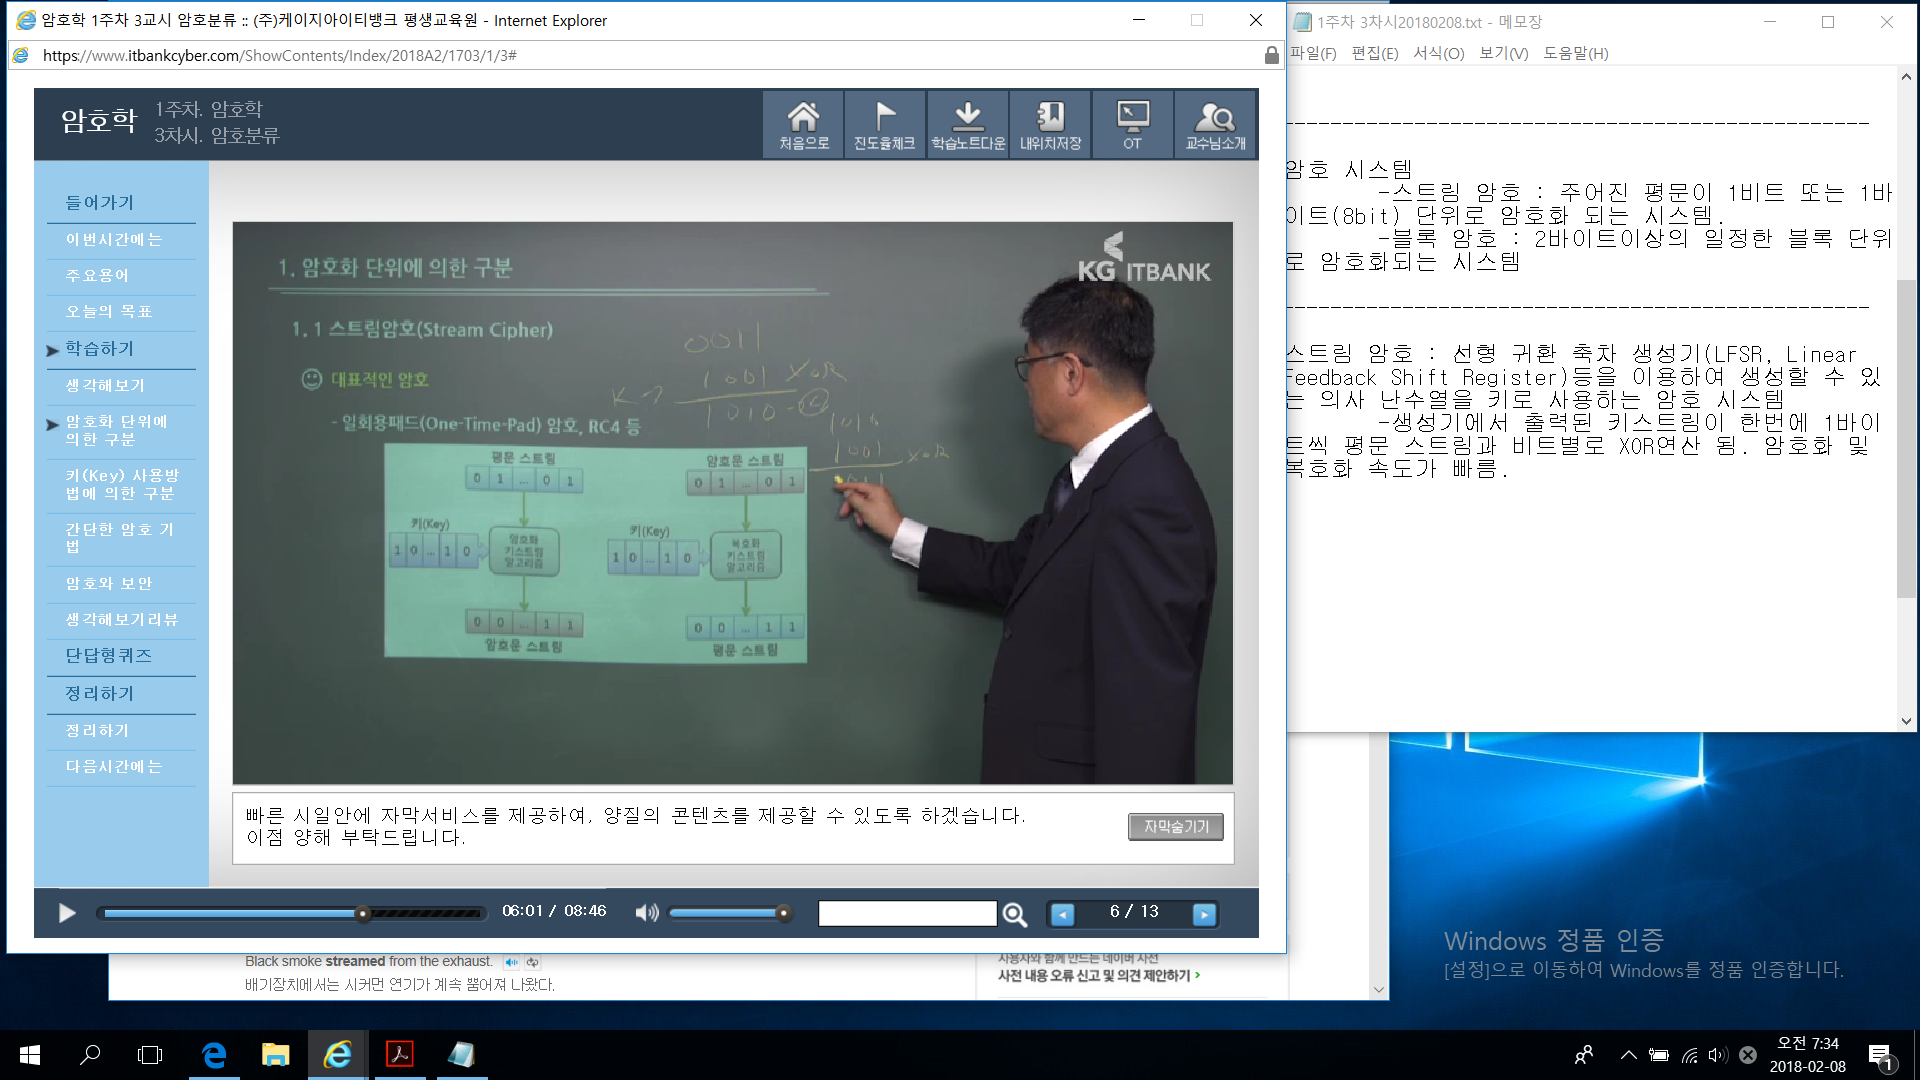 암호학 1주차 3교시 암호분류 :: (주)케이지아이티뱅크 평생교육원 - Internet Explorer
https://www.itbankcyber.com/ShowContents/Index/2018A2/1703/1/3#
암호학
1주차. 암호학
3차시. 암호분류
처음으로
진도율체크
학습노트다운
내위치저장
OT
교수님소개
들어가기
이번시간에는
주요용어
오늘의 목표
학습하기
생각해보기
암호화 단위에
의한 구분
키(Key) 사용방
법에 의한 구분
간단한 암호 기
법
암호와 보안
생각해보기리뷰
단답형퀴즈
정리하기
정리하기
다음시간에는
KG ITBANK
1. 암호화 단위에 의한 구분
1. 1 스트림암호(Stream Cipher)
대표적인 암호
- 일회용패드(One-Time-Pad) 암호, RC4 등
0011
1001 XOR
K
1010 - C
1010
1001 XOR
0011
평문 스트림
0 1 ... 0 1
키(Key)
1 0 ... 1 0
암호화
키스트림
알고리즘
0 0 ... 1 1
암호문 스트림
암호문 스트림
0 1 ... 0 1
키(Key)
1 0 ... 1 0
복호화
키스트림
알고리즘
0 0 ... 1 1
평문 스트림
빠른 시일안에 자막서비스를 제공하여, 양질의 콘텐츠를 제공할 수 있도록 하겠습니다.
이점 양해 부탁드립니다.
자막숨기기
06:01 / 08:46
6 / 13
1주차 3차시20180208.txt - 메모장
파일(F) 편집(E) 서식(O) 보기(V) 도움말(H)
암호 시스템
-스트림 암호 : 주어진 평문이 1비트 또는 1바
이트(8bit) 단위로 암호화 되는 시스템.
-블록 암호 : 2바이트이상의 일정한 블록 단위
로 암호화되는 시스템
스트림 암호 : 선형 귀환 축차 생성기(LFSR, Linear
Feedback Shift Register)등을 이용하여 생성할 수 있
는 의사 난수열을 키로 사용하는 암호 시스템
-생성기에서 출력된 키스트림이 한번에 1바이
트씩 평문 스트림과 비트별로 XOR연산 됨. 암호화 및
복호화 속도가 빠름.
Black smoke streamed from the exhaust.
배기장치에서는 시커먼 연기가 계속 뿜어져 나왔다.
사용자와 함께 만드는 네이버 사전
사전 내용 오류 신고 및 의견 제안하기 >
Windows 정품 인증
[설정]으로 이동하여 Windows를 정품 인증합니다.
오전 7:34
2018-02-08
1